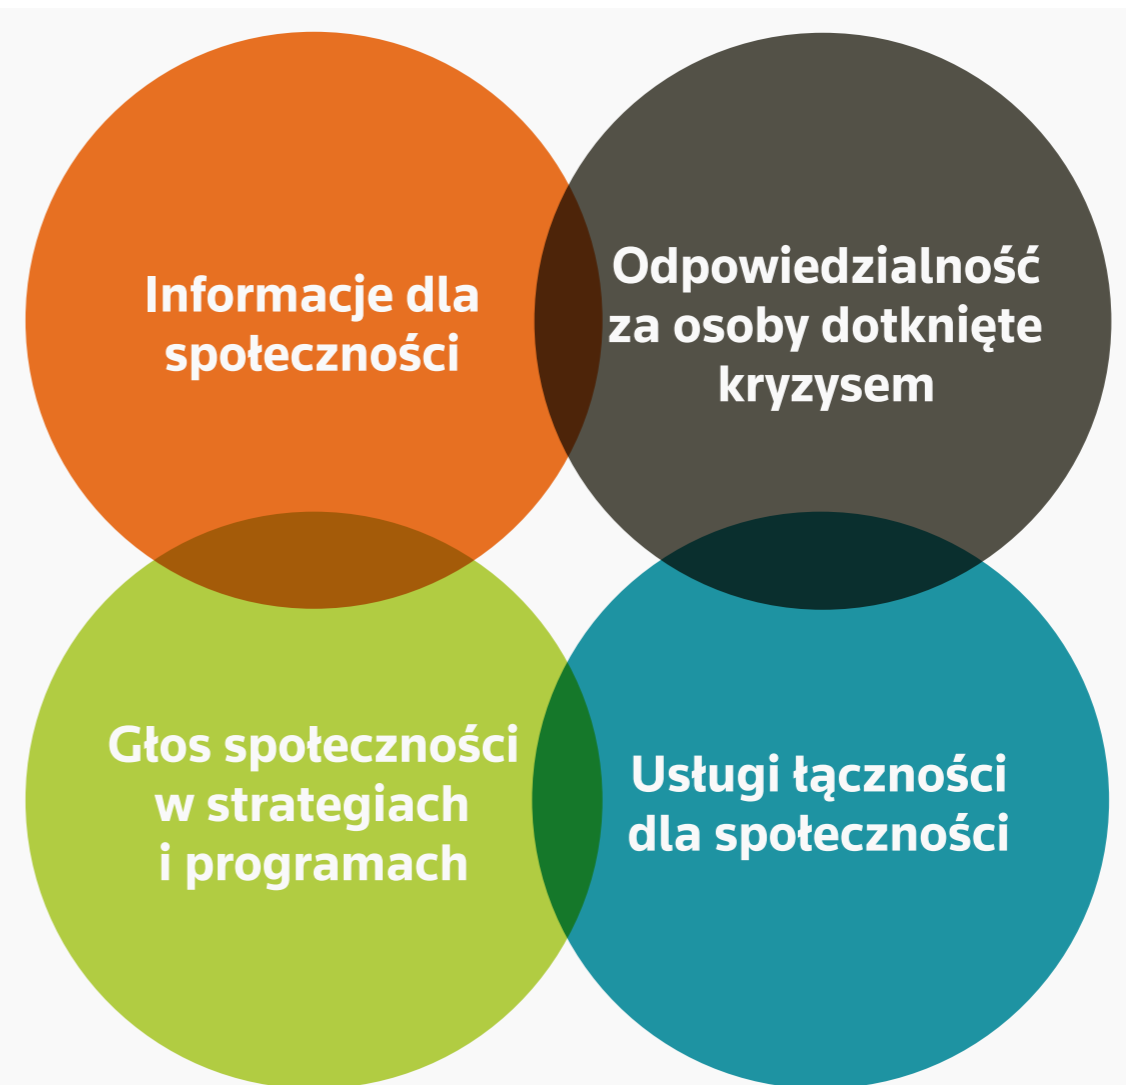 Informacje dla
społeczności
Odpowiedzialność
za osoby dotknięte
kryzysem
Głos społeczności
w strategiach
i programach
Usługi łączności
dla społeczności